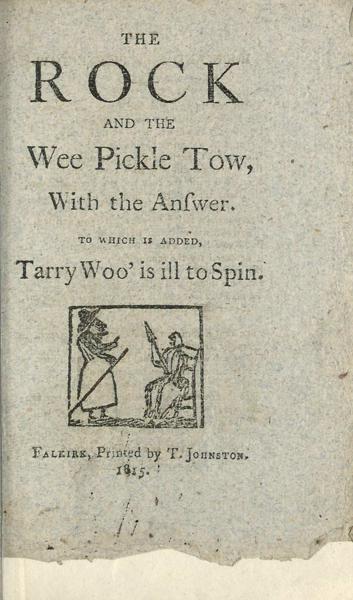 THE
ROCK
AND THE
Wee Pickle Tow,
With the Anſwer.
TO WHICH IS ADDED,
Tarry Woo' is ill to Spin.
FALKIRK, Printed by T. JOHNSTON.
1815.